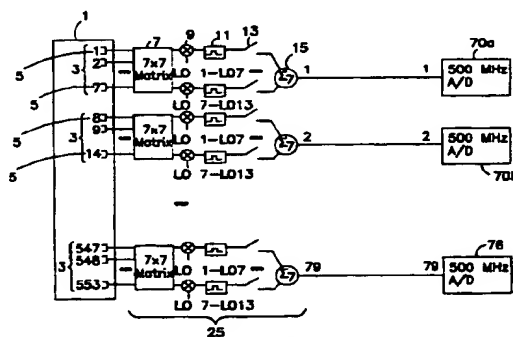 1
7 9 11 13 15 70a
5 1 7x7 Matrix 1 1 500 MHz A/D
3 2
5 7 LO 1-LO7 Σ7
LO 7-LO13
5 8 7x7 Matrix 2 2 500 MHz A/D
3 9
5 14 LO 1-LO7 Σ7
LO 7-LO13
547 7x7 Matrix 79 79 500 MHz A/D 76
3 548
553 LO 1-LO7 Σ7
LO 7-LO13
25